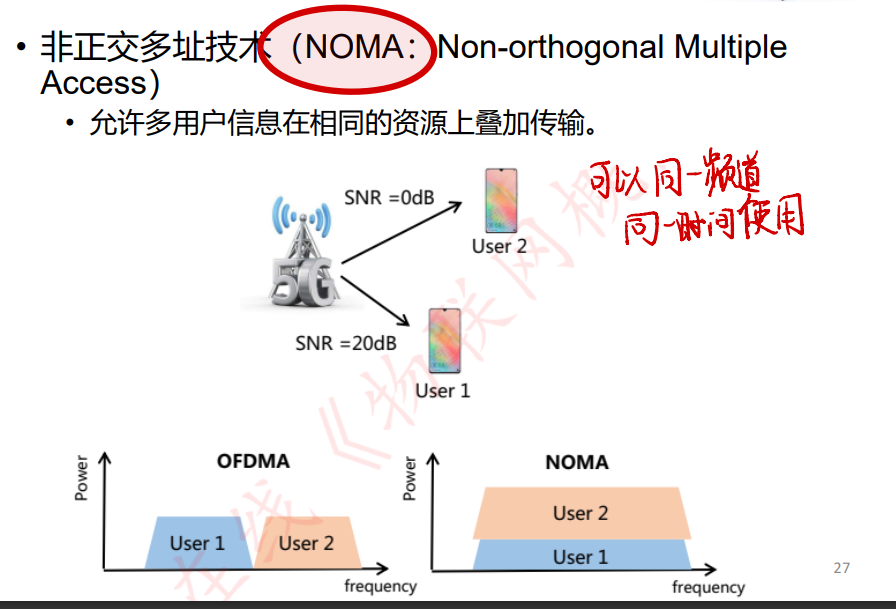 • 非正交多址技术（NOMA：Non-orthogonal Multiple
Access）
• 允许多用户信息在相同的资源上叠加传输。
可以同一频道
同一时间使用
SNR =0dB
User 2
5G
SNR =20dB
User 1
OFDMA
Power
User 1
User 2
frequency
NOMA
Power
User 2
User 1
frequency
27
在线《物联网概